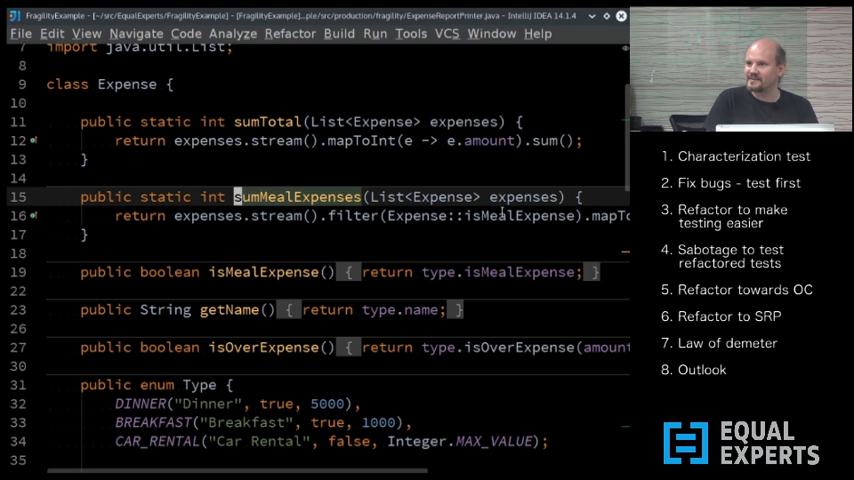 FragilityExample - [~/src/EqualExperts/FragilityExample] - [FragilityExample]...ple/src/production/fragility/ExpenseReportPrinter.java - IntelliJ IDEA 14.1.4
File Edit View Navigate Code Analyze Refactor Build Run Tools VCS Window Help
7 import java.util.List;
8
9 class Expense {
10
11 public static int sumTotal(List<Expense> expenses) {
12 return expenses.stream().mapToInt(e -> e.amount).sum();
13 }
14
15 public static int sumMealExpenses(List<Expense> expenses) {
16 return expenses.stream().filter(Expense::isMealExpense).mapTo
17 }
18
19 public boolean isMealExpense() { return type.isMealExpense; }
22
23 public String getName() { return type.name; }
26
27 public boolean isOverExpense() { return type.isOverExpense(amount
30
31 public enum Type {
32 DINNER("Dinner", true, 5000),
33 BREAKFAST("Breakfast", true, 1000),
34 CAR_RENTAL("Car Rental", false, Integer.MAX_VALUE);
35
1. Characterization test
2. Fix bugs - test first
3. Refactor to make
testing easier
4. Sabotage to test
refactored tests
5. Refactor towards OC
6. Refactor to SRP
7. Law of demeter
8. Outlook
EQUAL
EXPERTS